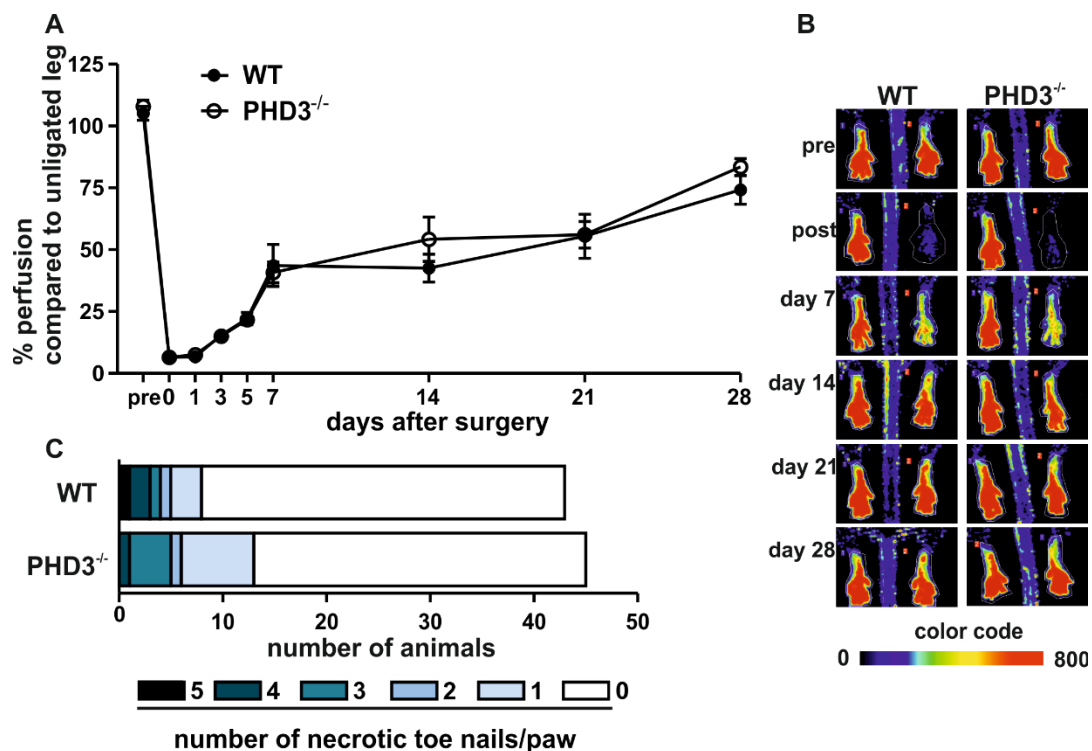 A
% perfusion
compared to unligated leg
125
100
75
50
25
0
WT
PHD3-/-
pre 0 1 3 5 7 14 21 28
days after surgery
B
WT PHD3-/-
pre
post
day 7
day 14
day 21
day 28
color code
0 800
C
WT
PHD3-/-
0 10 20 30 40 50
number of animals
5 4 3 2 1 0
number of necrotic toe nails/paw